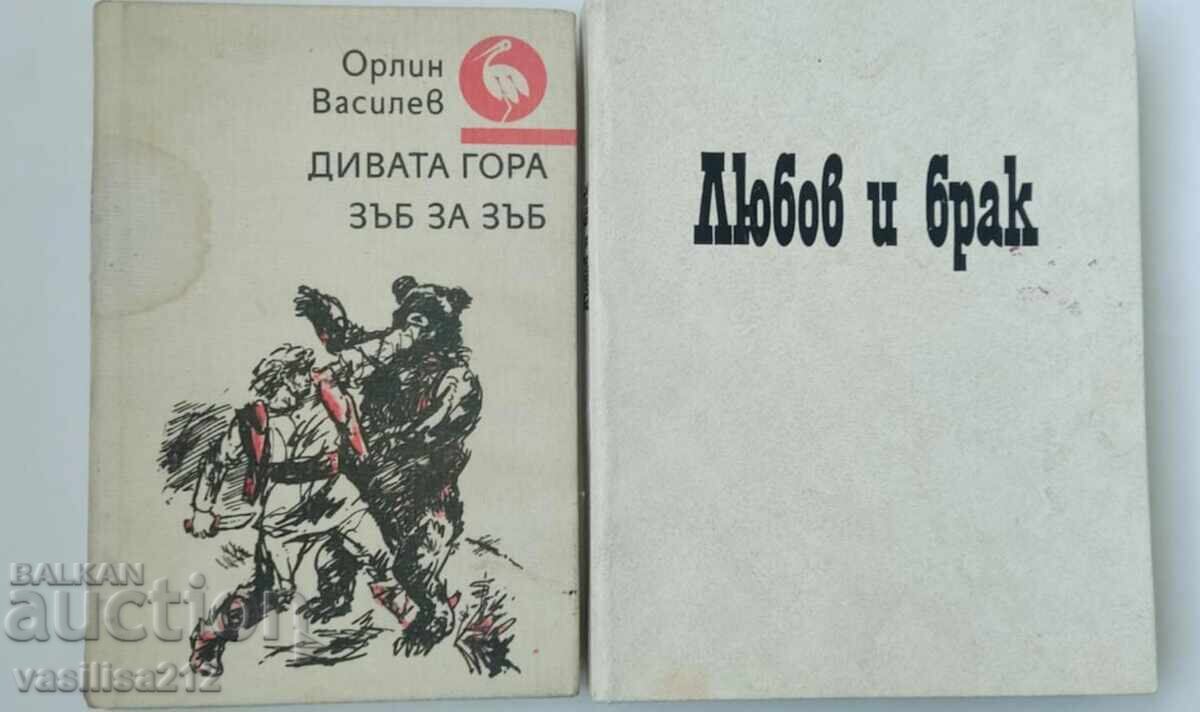 Орлин
Василев
ДИВАТА ГОРА
ЗЪБ ЗА ЗЪБ
Любов и брак
BALKAN
auction
vasilisa212